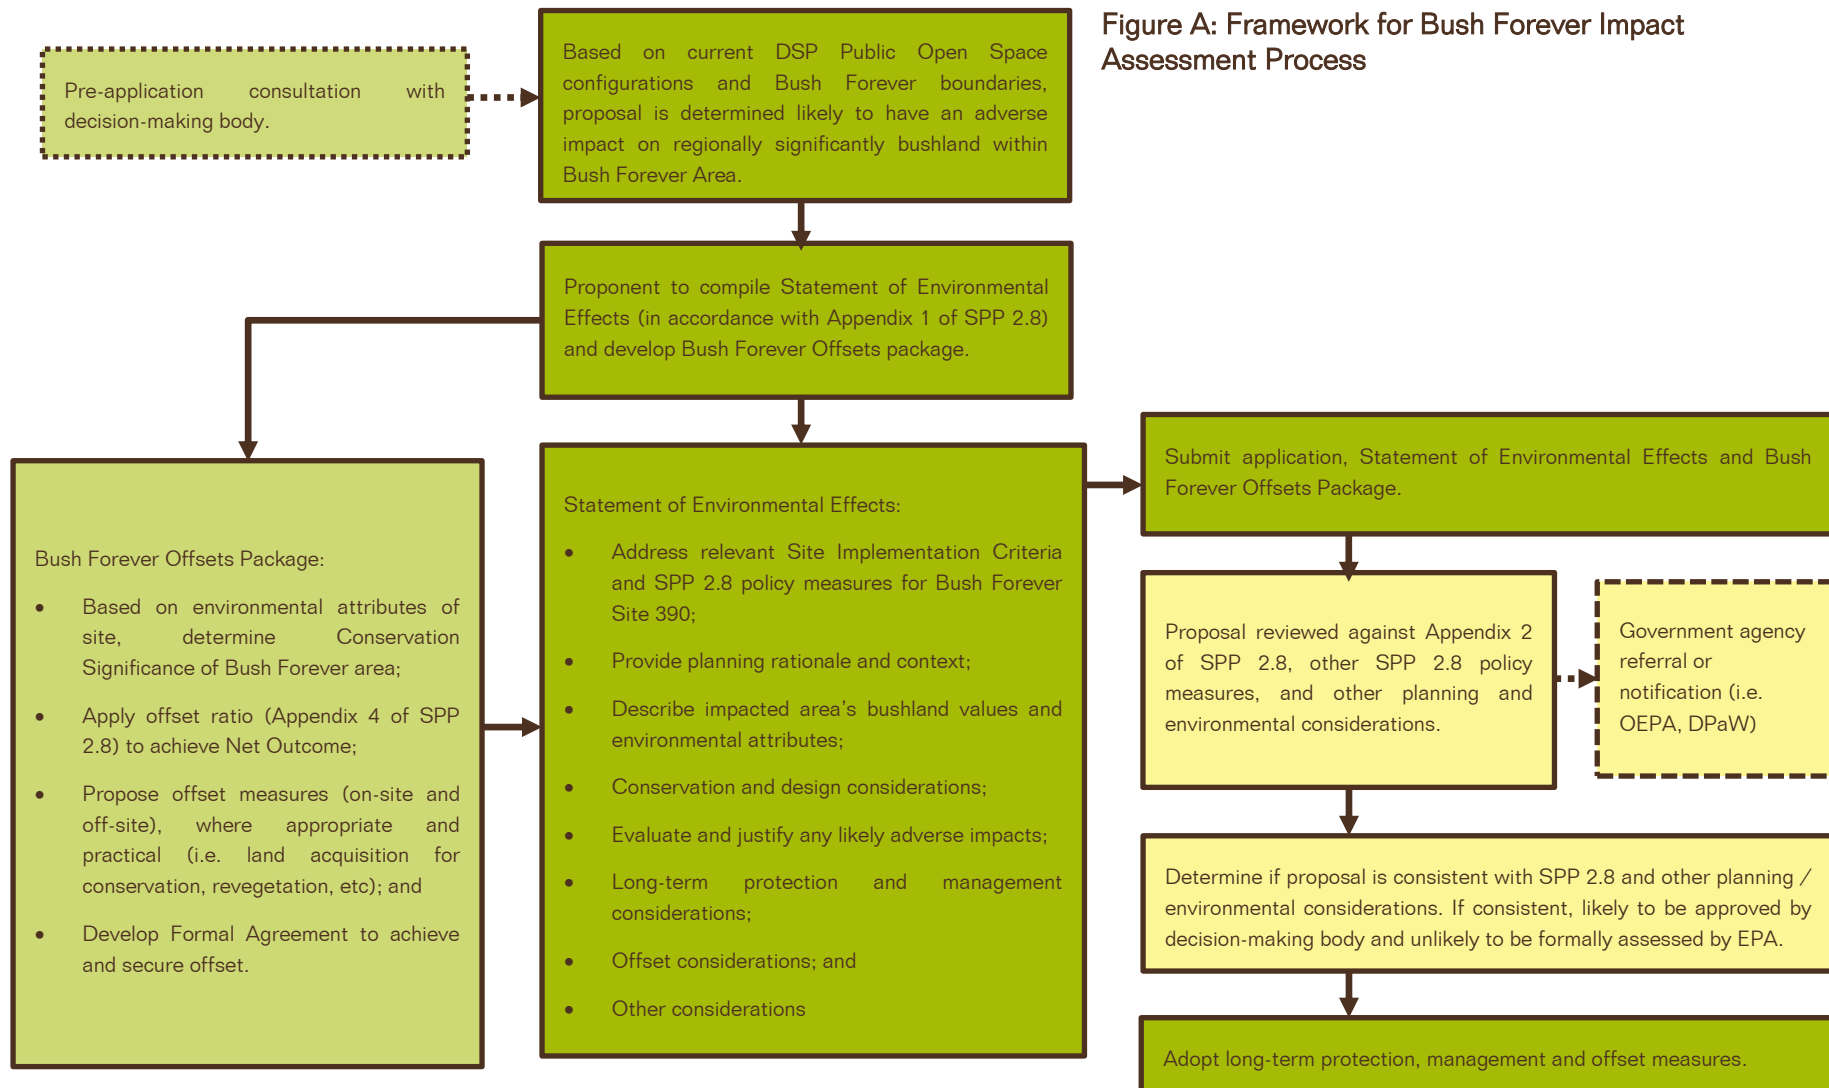 Figure A: Framework for Bush Forever Impact
Assessment Process
Pre-application consultation with
decision-making body.
Based on current DSP Public Open Space
configurations and Bush Forever boundaries,
proposal is determined likely to have an adverse
impact on regionally significantly bushland within
Bush Forever Area.
Proponent to compile Statement of Environmental
Effects (in accordance with Appendix 1 of SPP 2.8)
and develop Bush Forever Offsets package.
Bush Forever Offsets Package:
• Based on environmental attributes of
site, determine Conservation
Significance of Bush Forever area;
• Apply offset ratio (Appendix 4 of SPP
2.8) to achieve Net Outcome;
• Propose offset measures (on-site and
off-site), where appropriate and
practical (i.e. land acquisition for
conservation, revegetation, etc); and
• Develop Formal Agreement to achieve
and secure offset.
Statement of Environmental Effects:
• Address relevant Site Implementation Criteria
and SPP 2.8 policy measures for Bush Forever
Site 390;
• Provide planning rationale and context;
• Describe impacted area's bushland values and
environmental attributes;
• Conservation and design considerations;
• Evaluate and justify any likely adverse impacts;
• Long-term protection and management
considerations;
• Offset considerations; and
• Other considerations
Submit application, Statement of Environmental Effects and Bush
Forever Offsets Package.
Proposal reviewed against Appendix 2
of SPP 2.8, other SPP 2.8 policy
measures, and other planning and
environmental considerations.
Government agency
referral or
notification (i.e.
OEPA, DPaW)
Determine if proposal is consistent with SPP 2.8 and other planning /
environmental considerations. If consistent, likely to be approved by
decision-making body and unlikely to be formally assessed by EPA.
Adopt long-term protection, management and offset measures.